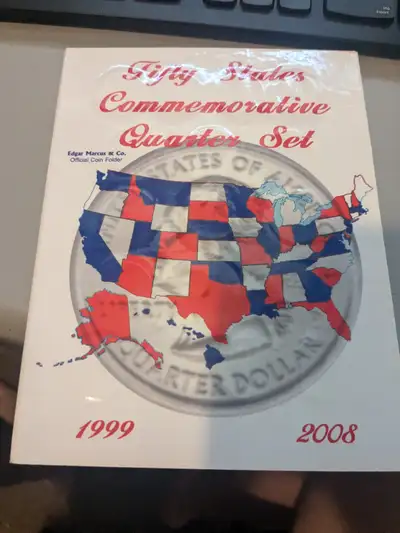 Fifty States
Commemorative
Quarter Set
Edgar Marcus & Co.
Official Coin Folder
STATES OF
QUARTER DOLLAR
1999
2008